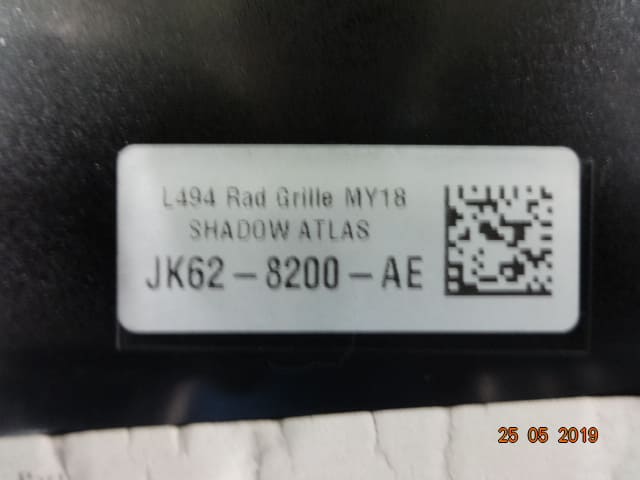 L494 Rad Grille MY18
SHADOW ATLAS
JK62-8200-AE
25 05 2019